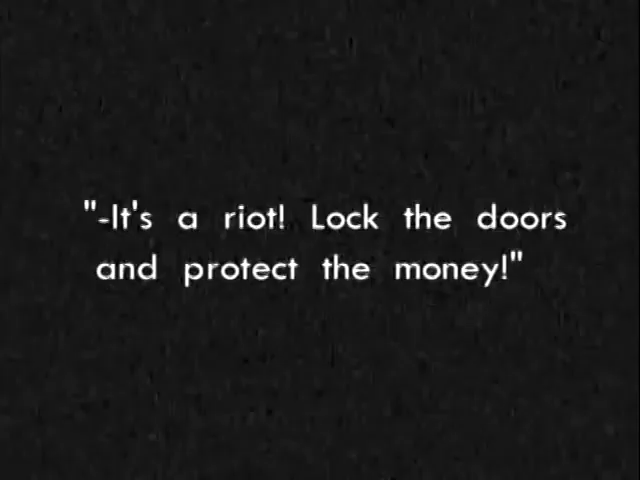 "-It's a riot! Lock the doors
and protect the money!"